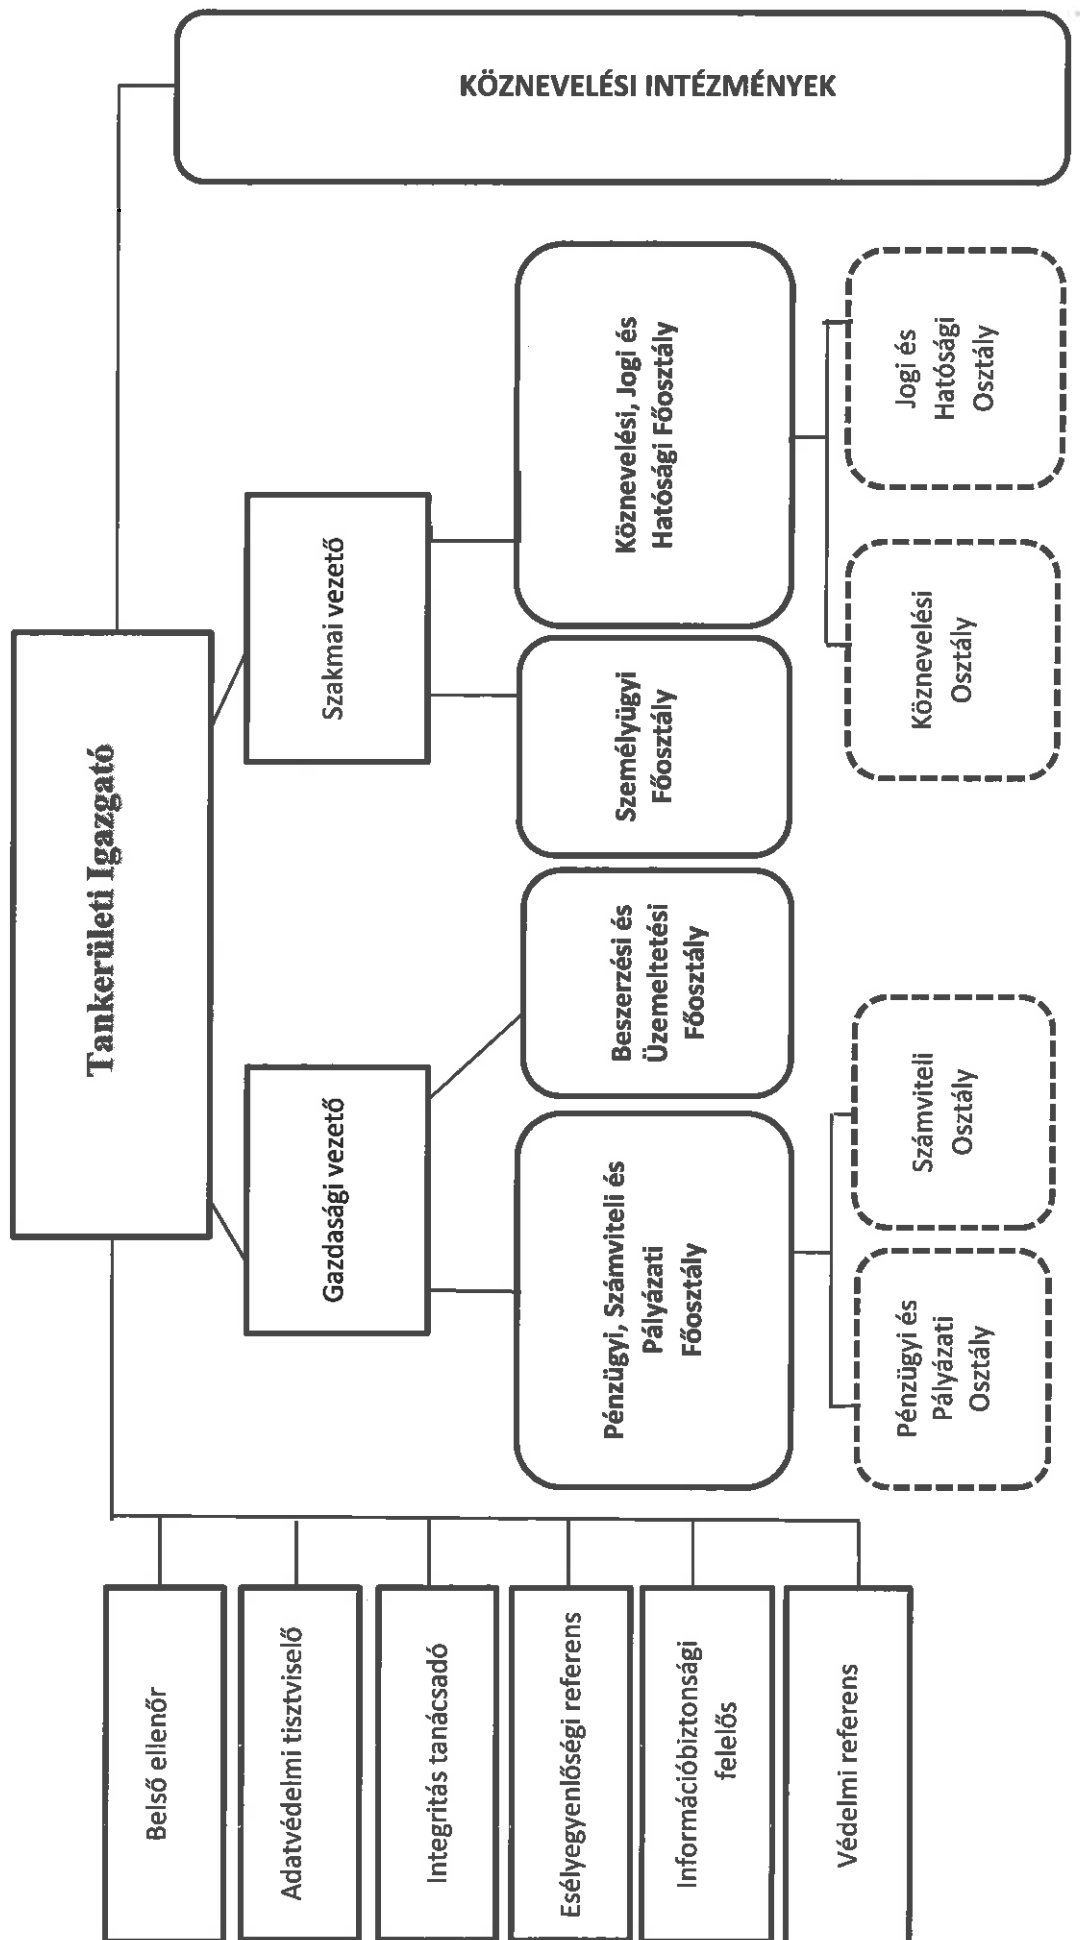 Tankerületi Igazgató
Belső ellenőr
Adatvédelmi tisztviselő
Integritás tanácsadó
Esélyegyenlőségi referens
Információbiztonsági
felelős
Védelmi referens
Gazdasági vezető
Szakmai vezető
Pénzügyi, Számviteli és
Pályázati
Főosztály
Beszerzési és
Üzemeltetési
Főosztály
Személyügyi
Főosztály
Köznevelési, Jogi és
Hatósági Főosztály
Pénzügyi és
Pályázati
Osztály
Számviteli
Osztály
Köznevelési
Osztály
Jogi és
Hatósági
Osztály
KÖZNEVELÉSI INTÉZMÉNYEK